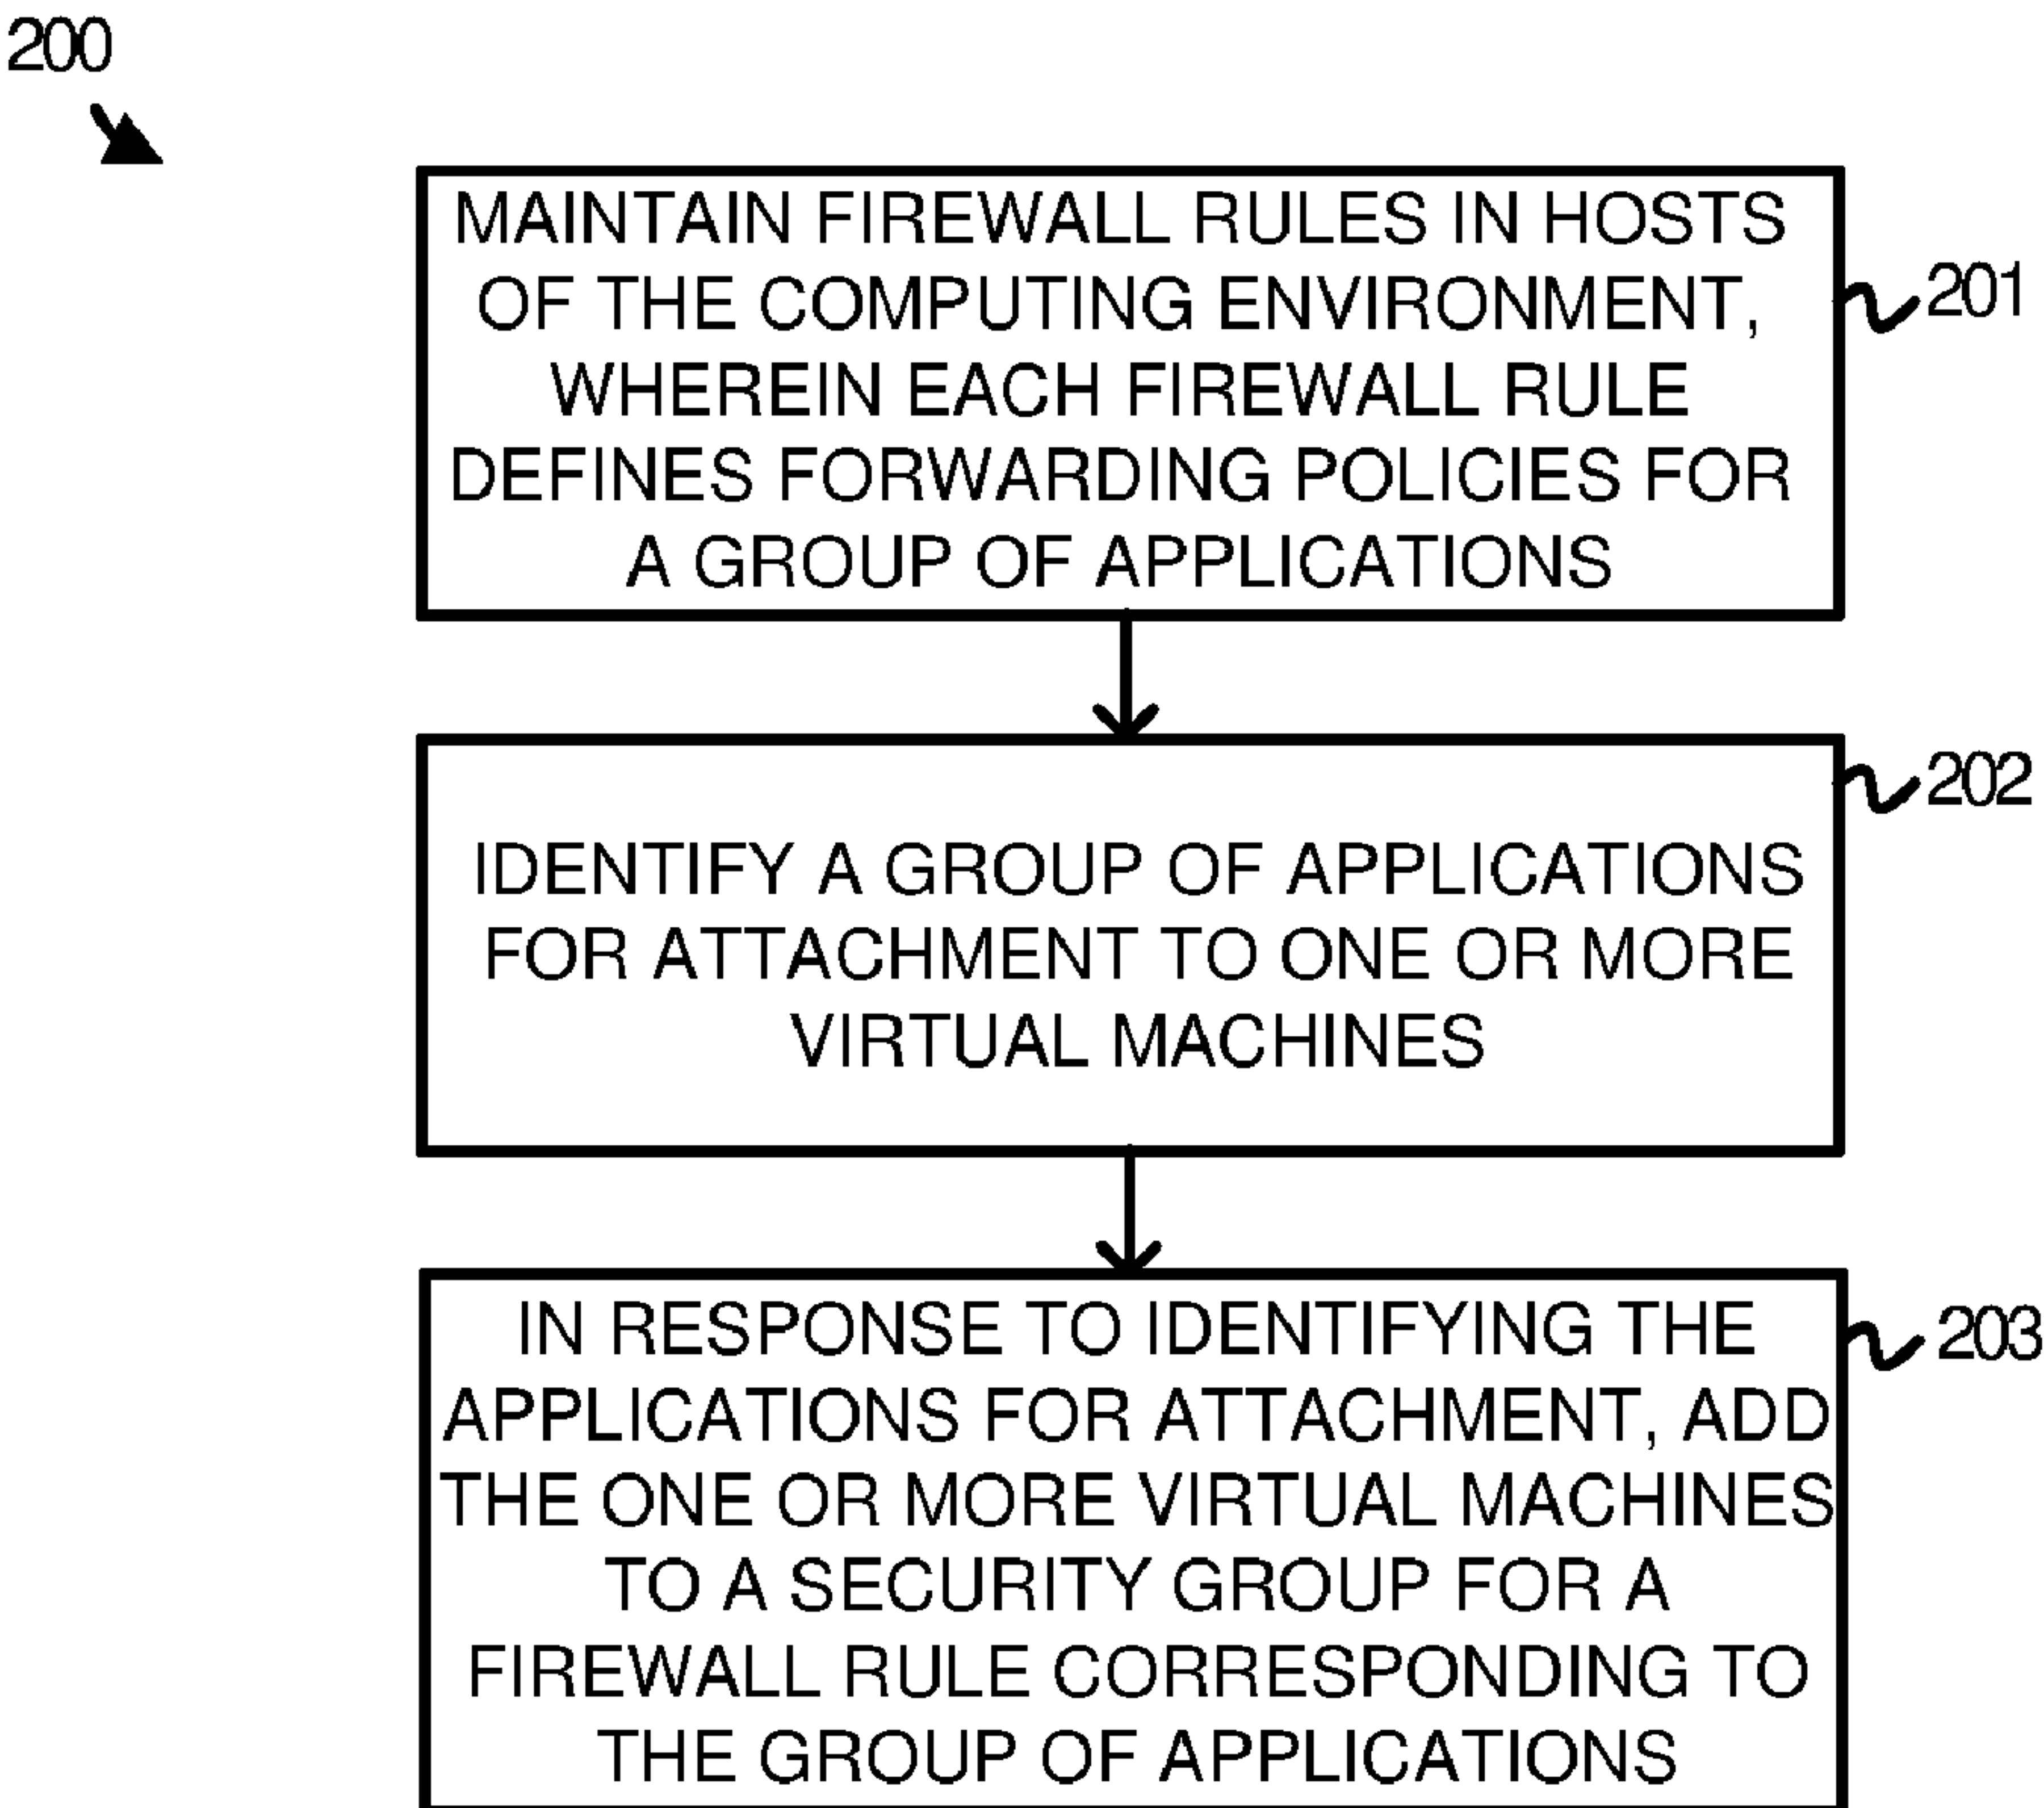 200
MAINTAIN FIREWALL RULES IN HOSTS
OF THE COMPUTING ENVIRONMENT,
WHEREIN EACH FIREWALL RULE
DEFINES FORWARDING POLICIES FOR
A GROUP OF APPLICATIONS
201
IDENTIFY A GROUP OF APPLICATIONS
FOR ATTACHMENT TO ONE OR MORE
VIRTUAL MACHINES
202
IN RESPONSE TO IDENTIFYING THE
APPLICATIONS FOR ATTACHMENT, ADD
THE ONE OR MORE VIRTUAL MACHINES
TO A SECURITY GROUP FOR A
FIREWALL RULE CORRESPONDING TO
THE GROUP OF APPLICATIONS
203